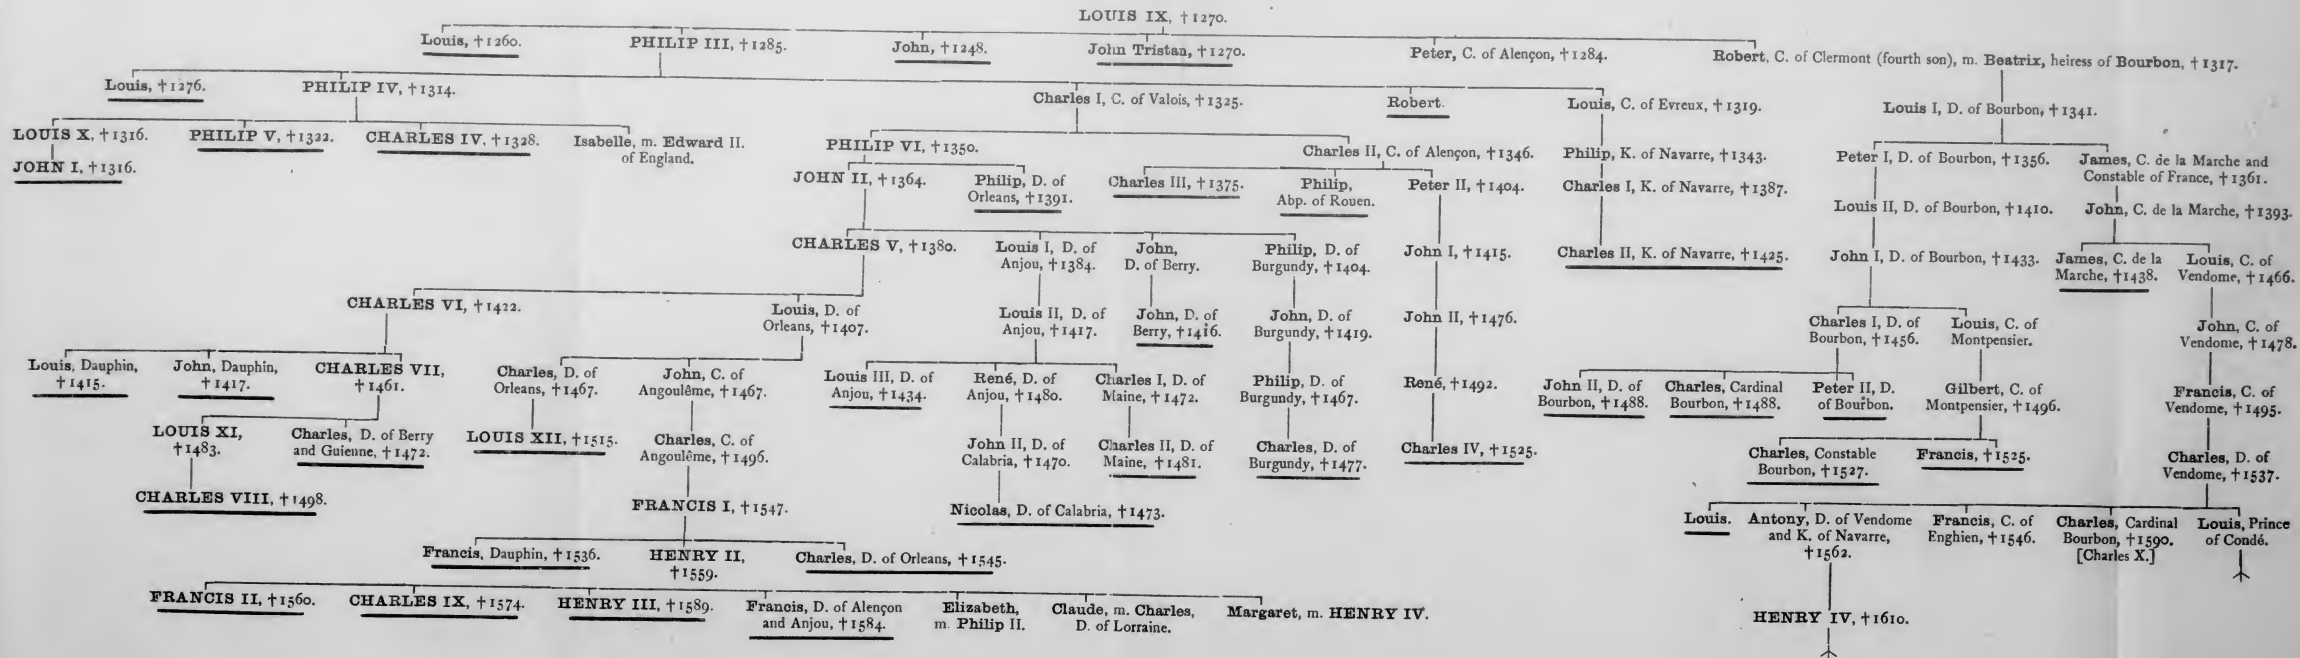 LOUIS IX, †1270.
Louis, †1260.
PHILIP III, †1285.
John, †1248.
John Tristan, †1270.
Peter, C. of Alençon, †1284.
Robert, C. of Clermont (fourth son), m. Beatrix, heiress of Bourbon, †1317.
Louis, †1276.
PHILIP IV, †1314.
Charles I, C. of Valois, †1325.
Robert.
Louis, C. of Evreux, †1319.
Louis I, D. of Bourbon, †1341.
LOUIS X, †1316.
PHILIP V, †1322.
CHARLES IV, †1328.
Isabelle, m. Edward II.
of England.
PHILIP VI, †1350.
Charles II, C. of Alençon, †1346.
Philip, K. of Navarre, †1343.
Peter I, D. of Bourbon, †1356.
James, C. de la Marche and
Constable of France, †1361.
JOHN I, †1316.
JOHN II, †1364.
Philip, D. of
Orleans, †1391.
Charles III, †1375.
Philip,
Abp. of Rouen.
Peter II, †1404.
Charles I, K. of Navarre, †1387.
Louis II, D. of Bourbon, †1410.
John, C. de la Marche, †1393.
CHARLES V, †1380.
Louis I, D. of
Anjou, †1384.
John,
D. of Berry.
Philip, D. of
Burgundy, †1404.
John I, †1415.
Charles II, K. of Navarre, †1425.
John I, D. of Bourbon, †1433.
James, C. de la
Marche, †1438.
Louis, C. of
Vendome, †1466.
CHARLES VI, †1422.
Louis, D. of
Orleans, †1407.
Louis II, D. of
Anjou, †1417.
John, D. of
Berry, †1416.
John, D. of
Burgundy, †1419.
John II, †1476.
Charles I, D. of
Bourbon, †1456.
Louis, C. of
Montpensier.
John, C. of
Vendome, †1478.
Louis, Dauphin,
†1415.
John, Dauphin,
†1417.
CHARLES VII,
†1461.
Charles, D. of
Orleans, †1467.
John, C. of
Angoulême, †1467.
Louis III, D. of
Anjou, †1434.
René, D. of
Anjou, †1480.
Charles I, D. of
Maine, †1472.
Philip, D. of
Burgundy, †1467.
René, †1492.
John II, D. of
Bourbon, †1488.
Charles, Cardinal
Bourbon, †1488.
Peter II, D.
of Bourbon.
Gilbert, C. of
Montpensier, †1496.
Francis, C. of
Vendome, †1495.
LOUIS XI,
†1483.
Charles, D. of Berry
and Guienne, †1472.
LOUIS XII, †1515.
Charles, C. of
Angoulême, †1496.
John II, D. of
Calabria, †1470.
Charles II, D. of
Maine, †1481.
Charles, D. of
Burgundy, †1477.
Charles IV, †1525.
Charles, Constable
Bourbon, †1527.
Francis, †1525.
Charles, D. of
Vendome, †1537.
CHARLES VIII, †1498.
FRANCIS I, †1547.
Nicolas, D. of Calabria, †1473.
Louis.
Antony, D. of Vendome
and K. of Navarre,
†1562.
Francis, C. of
Enghien, †1546.
Charles, Cardinal
Bourbon, †1590.
[Charles X.]
Louis, Prince
of Condé.
Francis, Dauphin, †1536.
HENRY II,
†1559.
Charles, D. of Orleans, †1545.
FRANCIS II, †1560.
CHARLES IX, †1574.
HENRY III, †1589.
Francis, D. of Alençon
and Anjou, †1584.
Elizabeth,
m. Philip II.
Claude, m. Charles,
D. of Lorraine.
Margaret, m. HENRY IV.
HENRY IV, †1610.